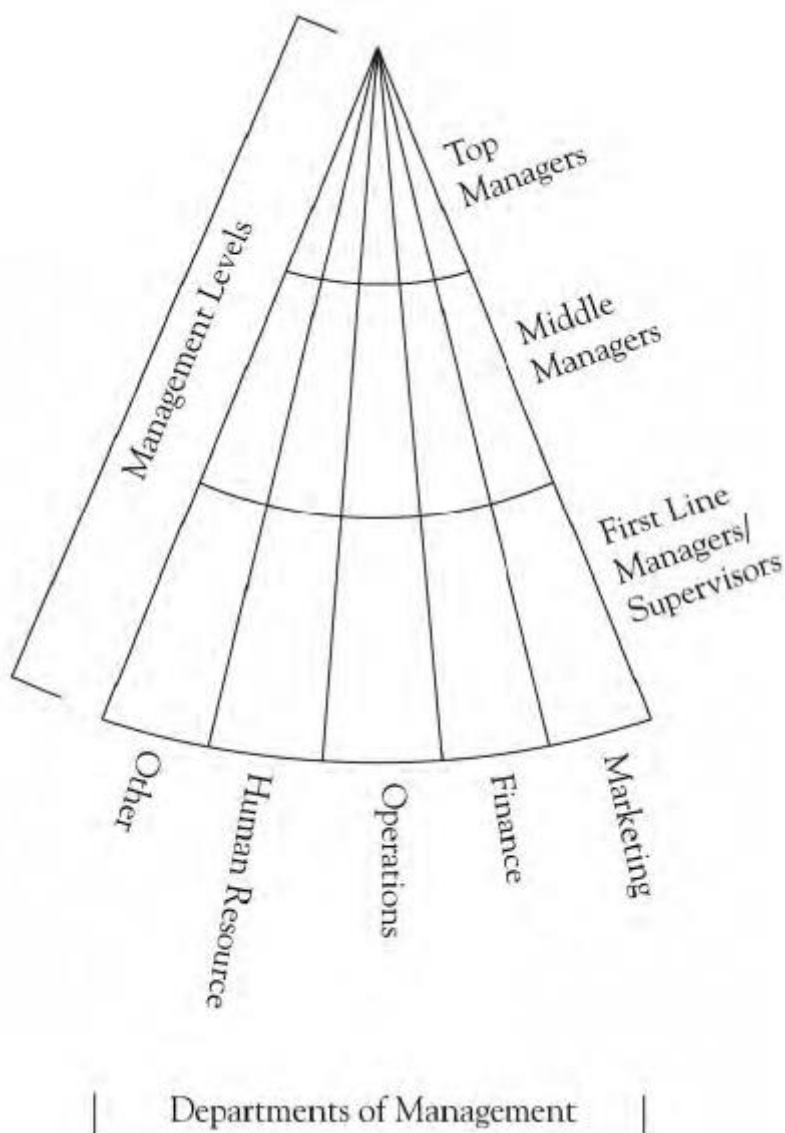 Top
Managers
Management Levels
Middle
Managers
First Line
Managers/
Supervisors
Other
Human Resource
Operations
Finance
Marketing
Departments of Management